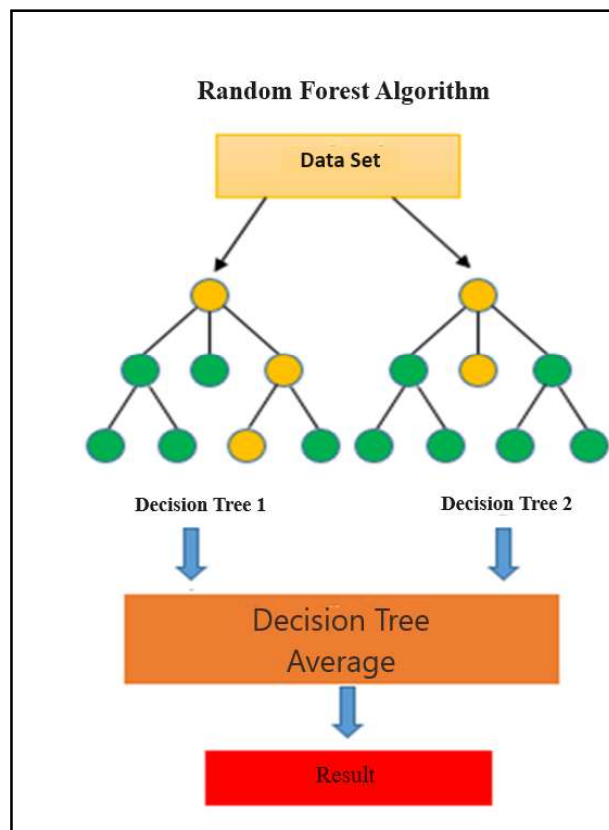 Random Forest Algorithm
Data Set
Decision Tree 1
Decision Tree 2
Decision Tree
Average
Result